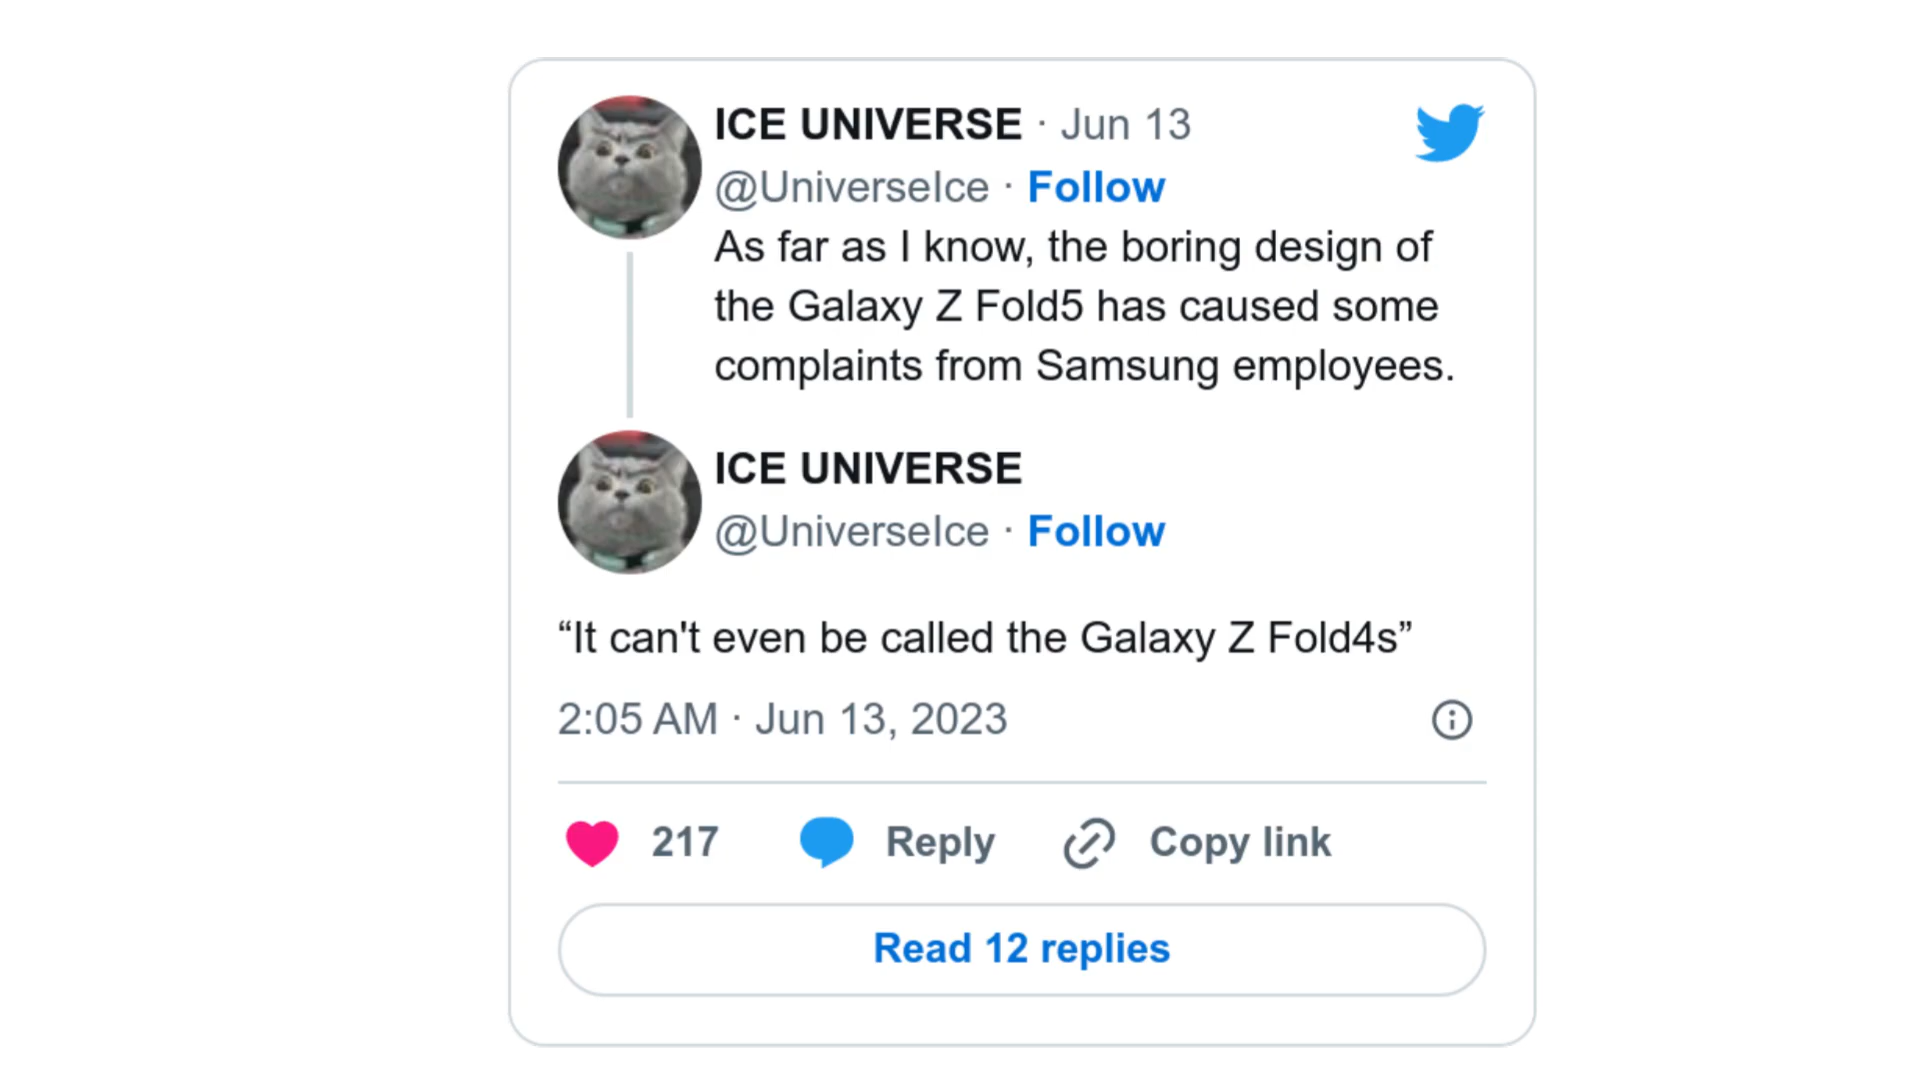 ICE UNIVERSE · Jun 13
@UniverseIce · Follow
As far as I know, the boring design of
the Galaxy Z Fold5 has caused some
complaints from Samsung employees.
ICE UNIVERSE
@UniverseIce · Follow
“It can't even be called the Galaxy Z Fold4s”
2:05 AM · Jun 13, 2023
217 Reply Copy link
Read 12 replies